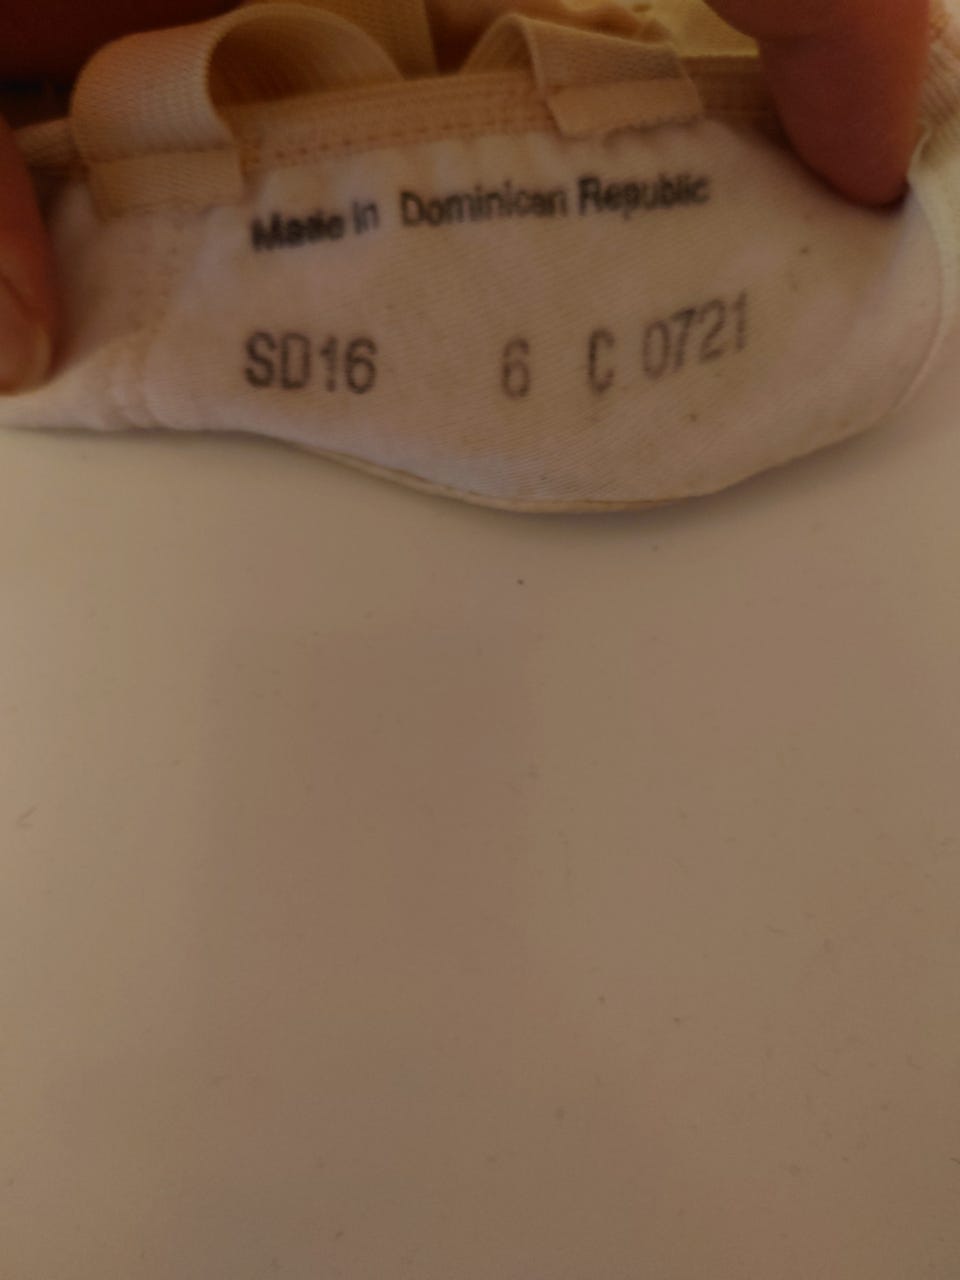 Made in Dominican Republic
SD16 6 C 0721